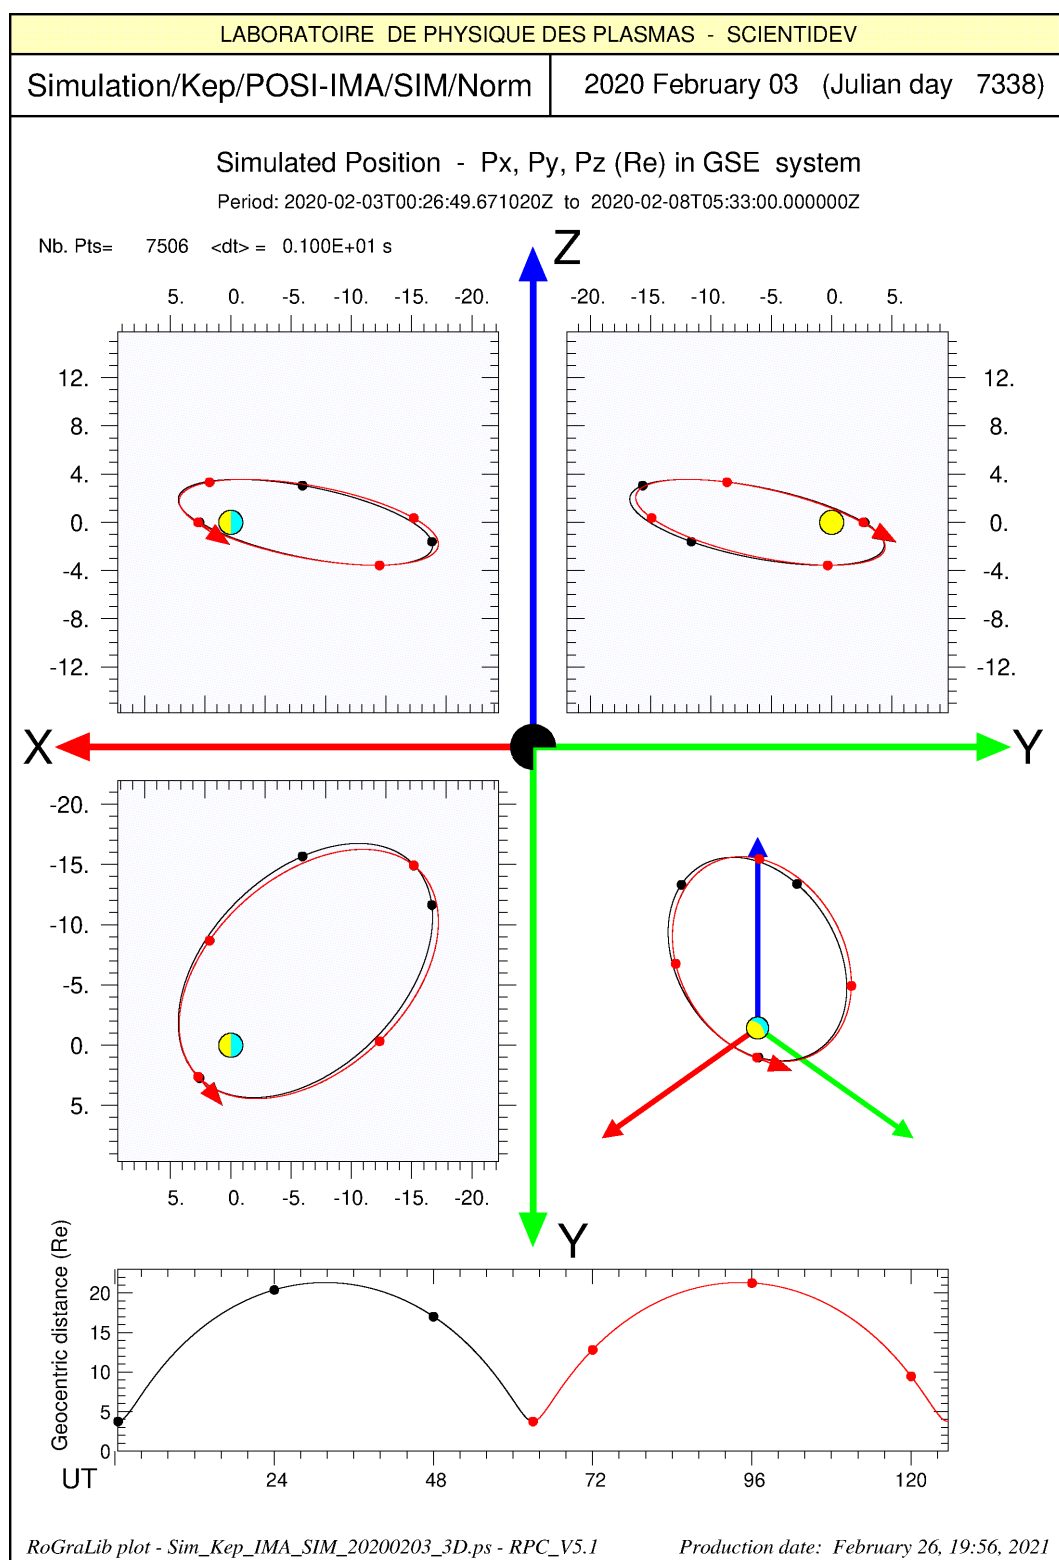 LABORATOIRE DE PHYSIQUE DES PLASMAS - SCIENTIDEV
Simulation/Kep/POSI-IMA/SIM/Norm
2020 February 03 (Julian day 7338)
Simulated Position - Px, Py, Pz (Re) in GSE system
Period: 2020-02-03T00:26:49.671020Z to 2020-02-08T05:33:00.000000Z
Nb. Pts= 7506 <dt> = 0.100E+01 s
Z
5. 0. -5. -10. -15. -20.
-20. -15. -10. -5. 0. 5.
12. 12.
8. 8.
4. 4.
0. 0.
-4. -4.
-8. -8.
-12. -12.
X Y
-20.
-15.
-10.
-5.
0.
5.
5. 0. -5. -10. -15. -20.
Y
Geocentric distance (Re)
20
15
10
5
0
UT 24 48 72 96 120
RoGraLib plot - Sim_Kep_IMA_SIM_20200203_3D.ps - RPC_V5.1
Production date: February 26, 19:56, 2021